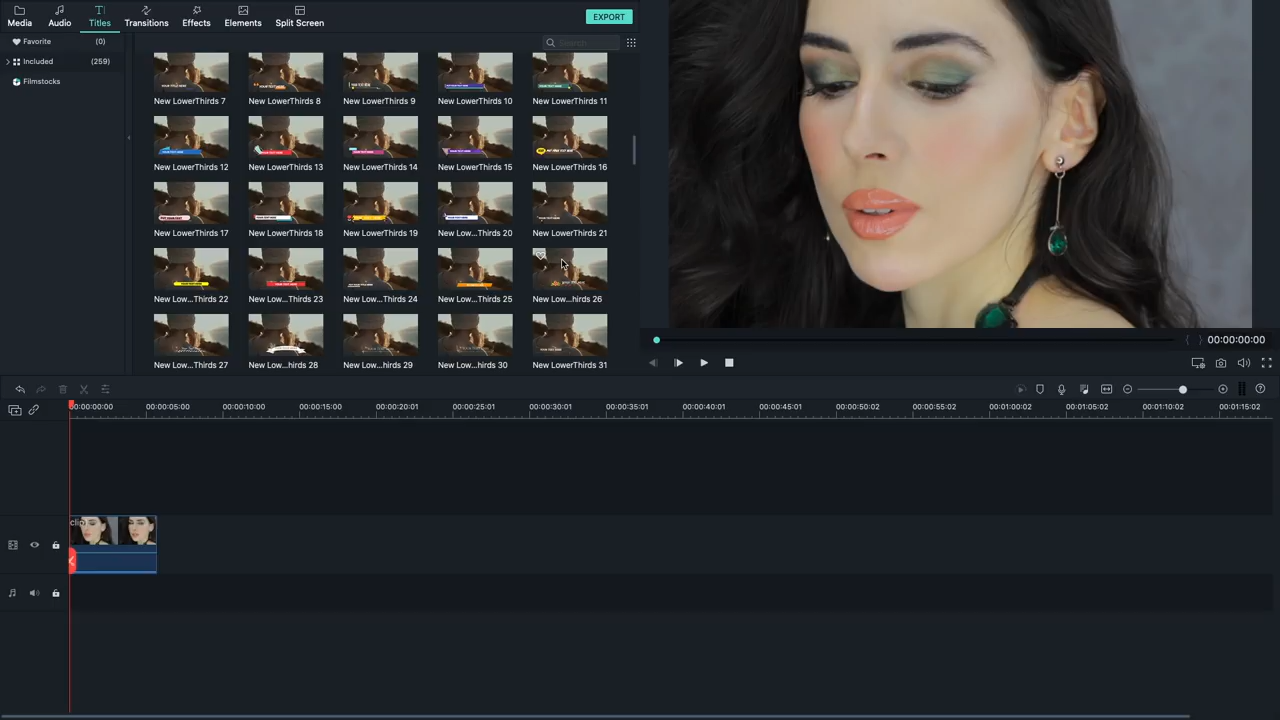 Media Audio Titles Transitions Effects Elements Split Screen EXPORT
Favorite (0) Search
Included (259)
Filmstocks
New LowerThirds 7 New LowerThirds 8 New LowerThirds 9 New LowerThirds 10 New LowerThirds 11
New LowerThirds 12 New LowerThirds 13 New LowerThirds 14 New LowerThirds 15 New LowerThirds 16
New LowerThirds 17 New LowerThirds 18 New LowerThirds 19 New Low...Thirds 20 New LowerThirds 21
New Low...Thirds 22 New Low...Thirds 23 New Low...Thirds 24 New Low...Thirds 25 New Low...hirds 26
New Low...Thirds 27 New Low...hirds 28 New Low...hirds 29 New Low...hirds 30 New LowerThirds 31
00:00:00:00
00:00:00:00 00:00:05:00 00:00:10:00 00:00:15:00 00:00:20:01 00:00:25:01 00:00:30:01 00:00:35:01 00:00:40:01 00:00:45:01 00:00:50:02 00:00:55:02 00:01:00:02 00:01:05:02 00:01:10:02 00:01:15:02